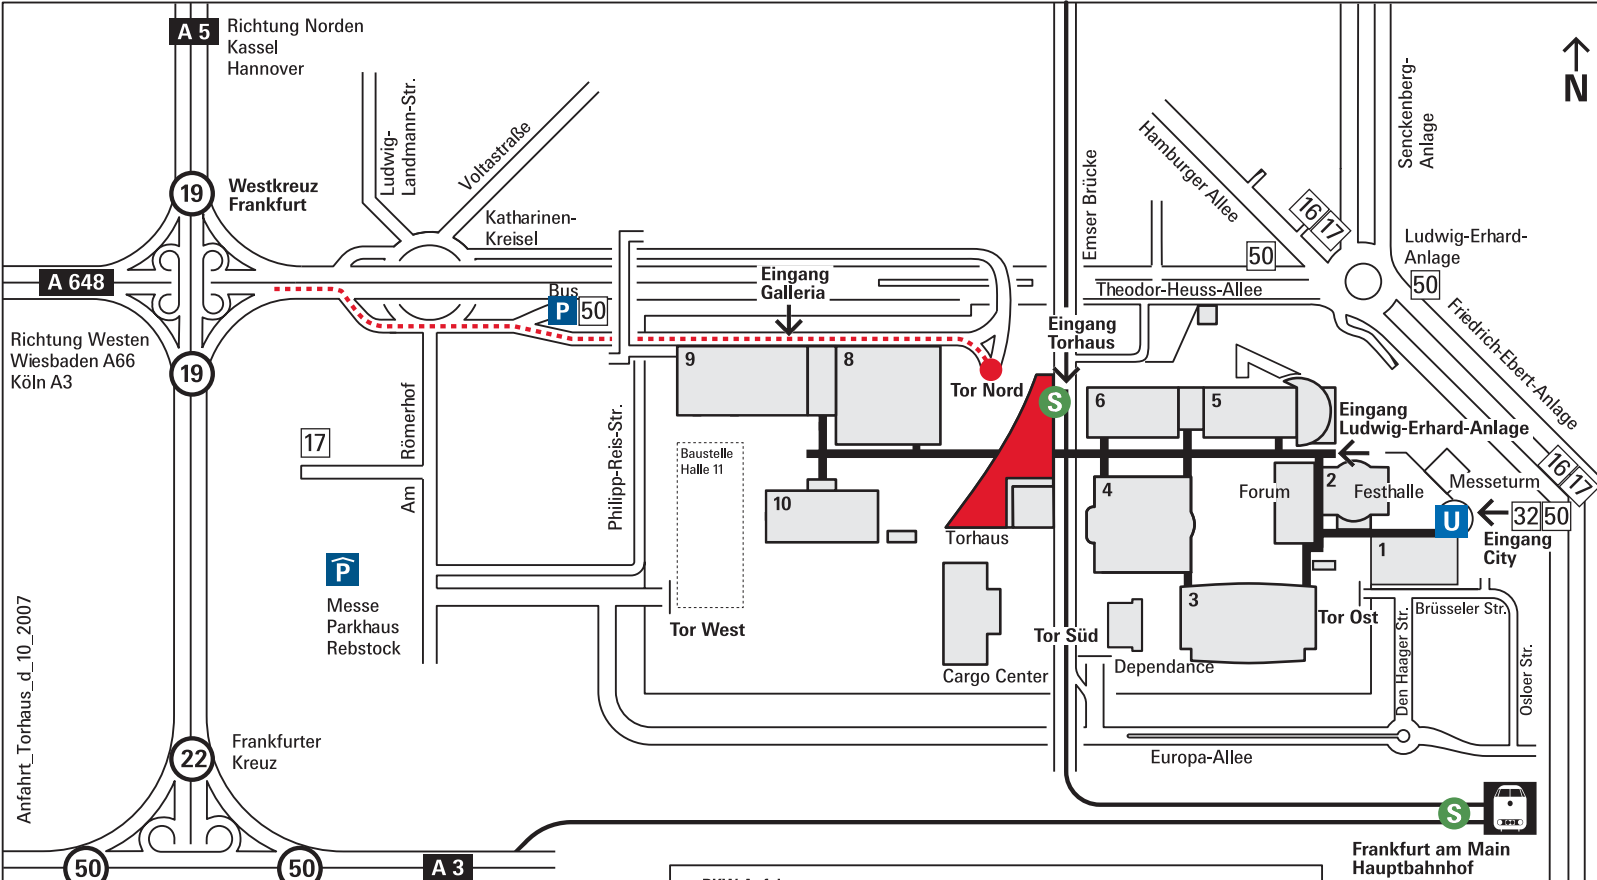 A 5
Richtung Norden
Kassel
Hannover
N
Ludwig-
Landmann-Str.
Voltastraße
Katharinen-
Kreisel
19
Westkreuz
Frankfurt
A 648
Richtung Westen
Wiesbaden A66
Köln A3
19
Bus
P
50
Eingang
Galleria
Emser Brücke
Hamburger Allee
16
17
Senckenberg-
Anlage
Ludwig-Erhard-
Anlage
50
50
Theodor-Heuss-Allee
Friedrich-Ebert-Anlage
Eingang
Torhaus
Tor Nord
S
9
8
6
5
Eingang
Ludwig-Erhard-Anlage
17
Am Römerhof
Philipp-Reis-Str.
Baustelle
Halle 11
10
Torhaus
4
Forum
2
Festhalle
Messeturm
16
17
U
32
50
Eingang
City
1
P
Messe
Parkhaus
Rebstock
Tor West
Cargo Center
Tor Süd
Dependance
3
Tor Ost
Brüsseler Str.
Den Haager Str.
Osloer Str.
Europa-Allee
Anfahrt_Torhaus_d_10_2007
22
Frankfurter
Kreuz
50
50
A 3
S
Frankfurt am Main
Hauptbahnhof